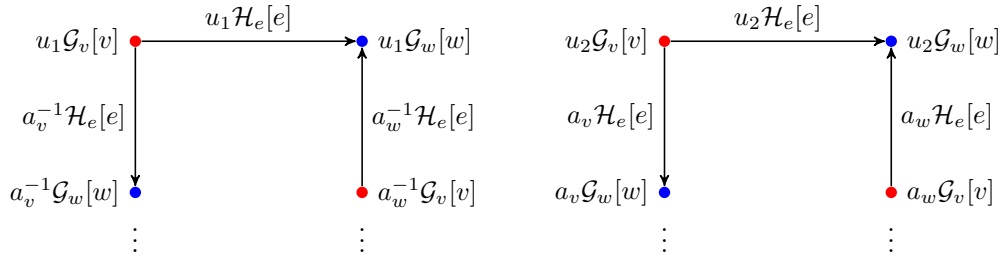 $u_1\mathcal{H}_e[e]$ $u_2\mathcal{H}_e[e]$
$u_1\mathcal{G}_v[v]$ $u_1\mathcal{G}_w[w]$ $u_2\mathcal{G}_v[v]$ $u_2\mathcal{G}_w[w]$
$a_v^{-1}\mathcal{H}_e[e]$ $a_w^{-1}\mathcal{H}_e[e]$ $a_v\mathcal{H}_e[e]$ $a_w\mathcal{H}_e[e]$
$a_v^{-1}\mathcal{G}_w[w]$ $a_w^{-1}\mathcal{G}_v[v]$ $a_v\mathcal{G}_w[w]$ $a_w\mathcal{G}_v[v]$
⋮ ⋮ ⋮ ⋮